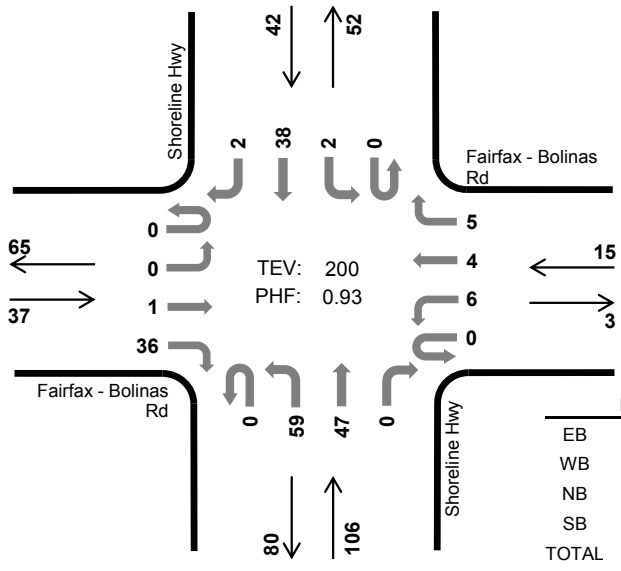 42
52
Shoreline Hwy
2
38
2
0
Fairfax - Bolinas
Rd
65
37
0
0
1
36
TEV: 200
PHF: 0.93
5
4
6
0
15
3
Fairfax - Bolinas
Rd
0
59
47
0
Shoreline Hwy
80
106
EB
WB
NB
SB
TOTAL